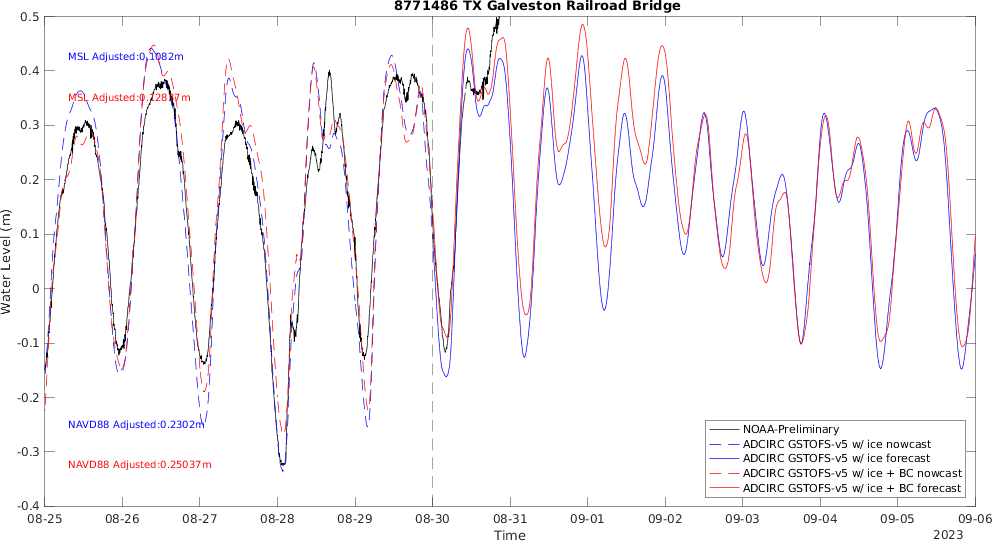 8771486 TX Galveston Railroad Bridge
Water Level (m)
0.5
0.4
0.3
0.2
0.1
0
-0.1
-0.2
-0.3
-0.4
MSL Adjusted:0.1082m
MSL Adjusted:0.12837m
NAVD88 Adjusted:0.2302m
NAVD88 Adjusted:0.25037m
NOAA-Preliminary
ADCIRC GSTOFS-v5 w/ ice nowcast
ADCIRC GSTOFS-v5 w/ ice forecast
ADCIRC GSTOFS-v5 w/ ice + BC nowcast
ADCIRC GSTOFS-v5 w/ ice + BC forecast
08-25 08-26 08-27 08-28 08-29 08-30 08-31 09-01 09-02 09-03 09-04 09-05 09-06
Time
2023